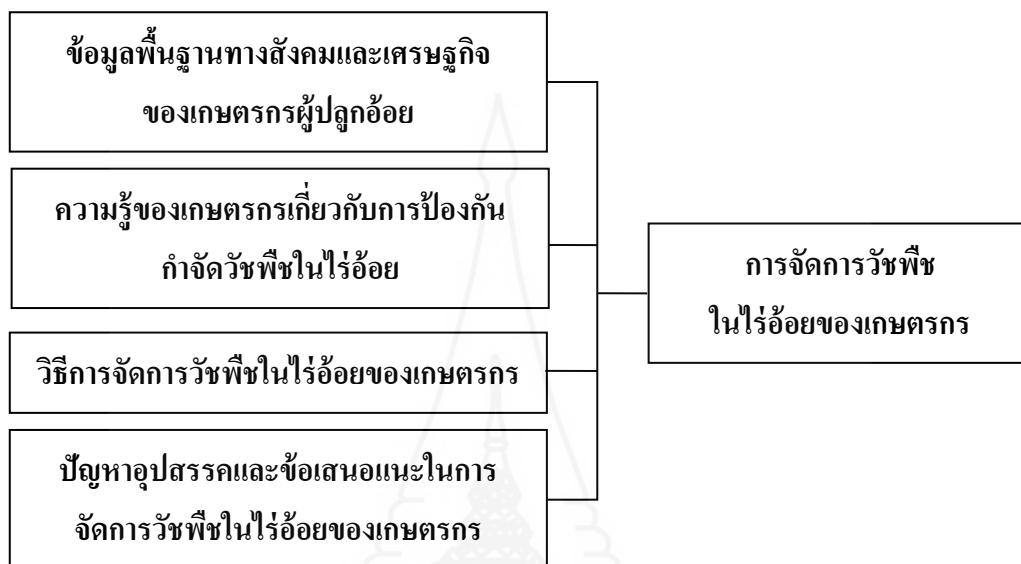 ข้อมูลพื้นฐานทางสังคมและเศรษฐกิจ
ของเกษตรกรผู้ปลูกอ้อย
ความรู้ของเกษตรกรเกี่ยวกับการป้องกัน
กำจัดวัชพืชในไร่อ้อย
วิธีการจัดการวัชพืชในไร่อ้อยของเกษตรกร
ปัญหาอุปสรรคและข้อเสนอแนะในการ
จัดการวัชพืชในไร่อ้อยของเกษตรกร
การจัดการวัชพืช
ในไร่อ้อยของเกษตรกร